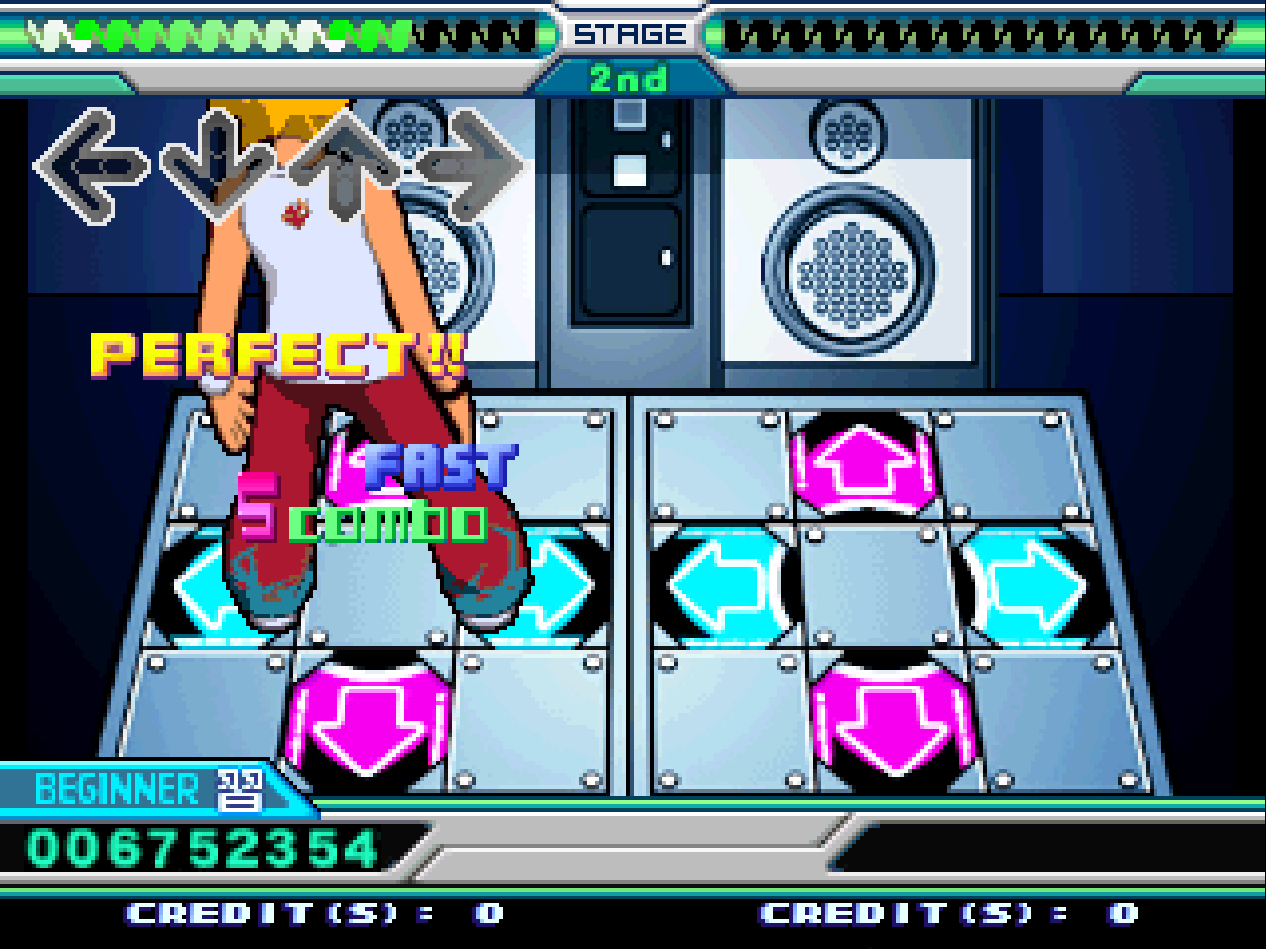 STAGE
2nd
PERFECT!!
FAST
5 combo
BEGINNER
006752354
CREDIT(S): 0 CREDIT(S): 0